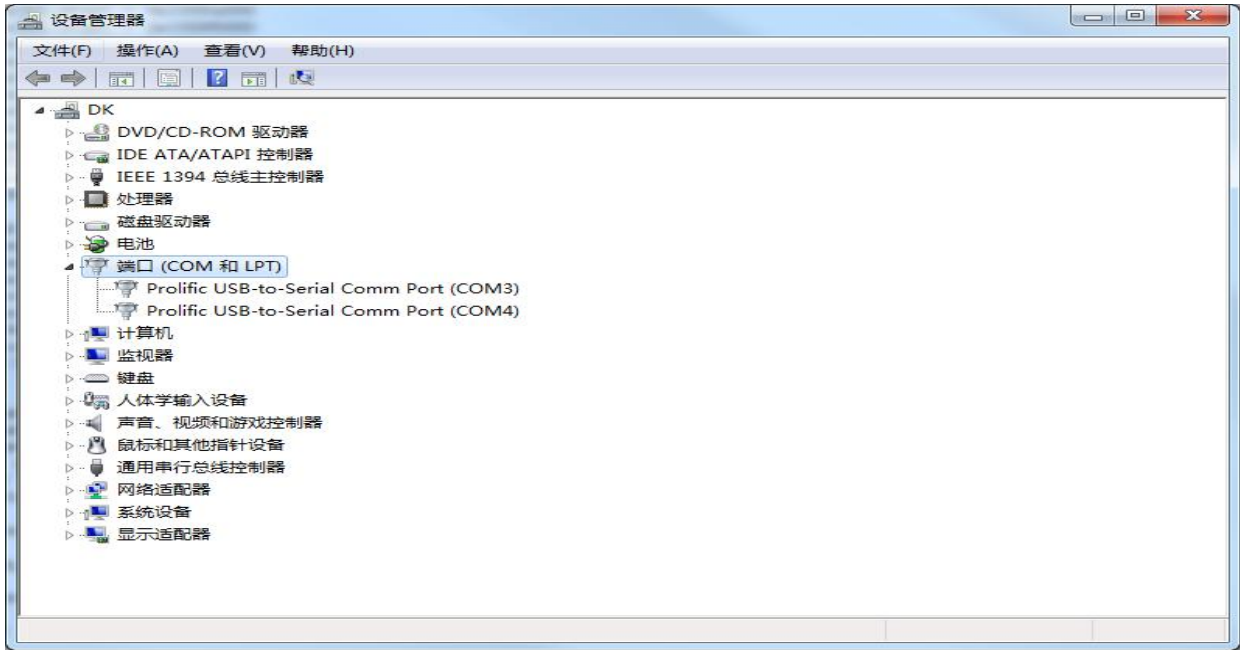 设备管理器
文件(F) 操作(A) 查看(V) 帮助(H)
DK
DVD/CD-ROM 驱动器
IDE ATA/ATAPI 控制器
IEEE 1394 总线主控制器
处理器
磁盘驱动器
电池
端口 (COM 和 LPT)
Prolific USB-to-Serial Comm Port (COM3)
Prolific USB-to-Serial Comm Port (COM4)
计算机
监视器
键盘
人体学输入设备
声音、视频和游戏控制器
鼠标和其他指针设备
通用串行总线控制器
网络适配器
系统设备
显示适配器